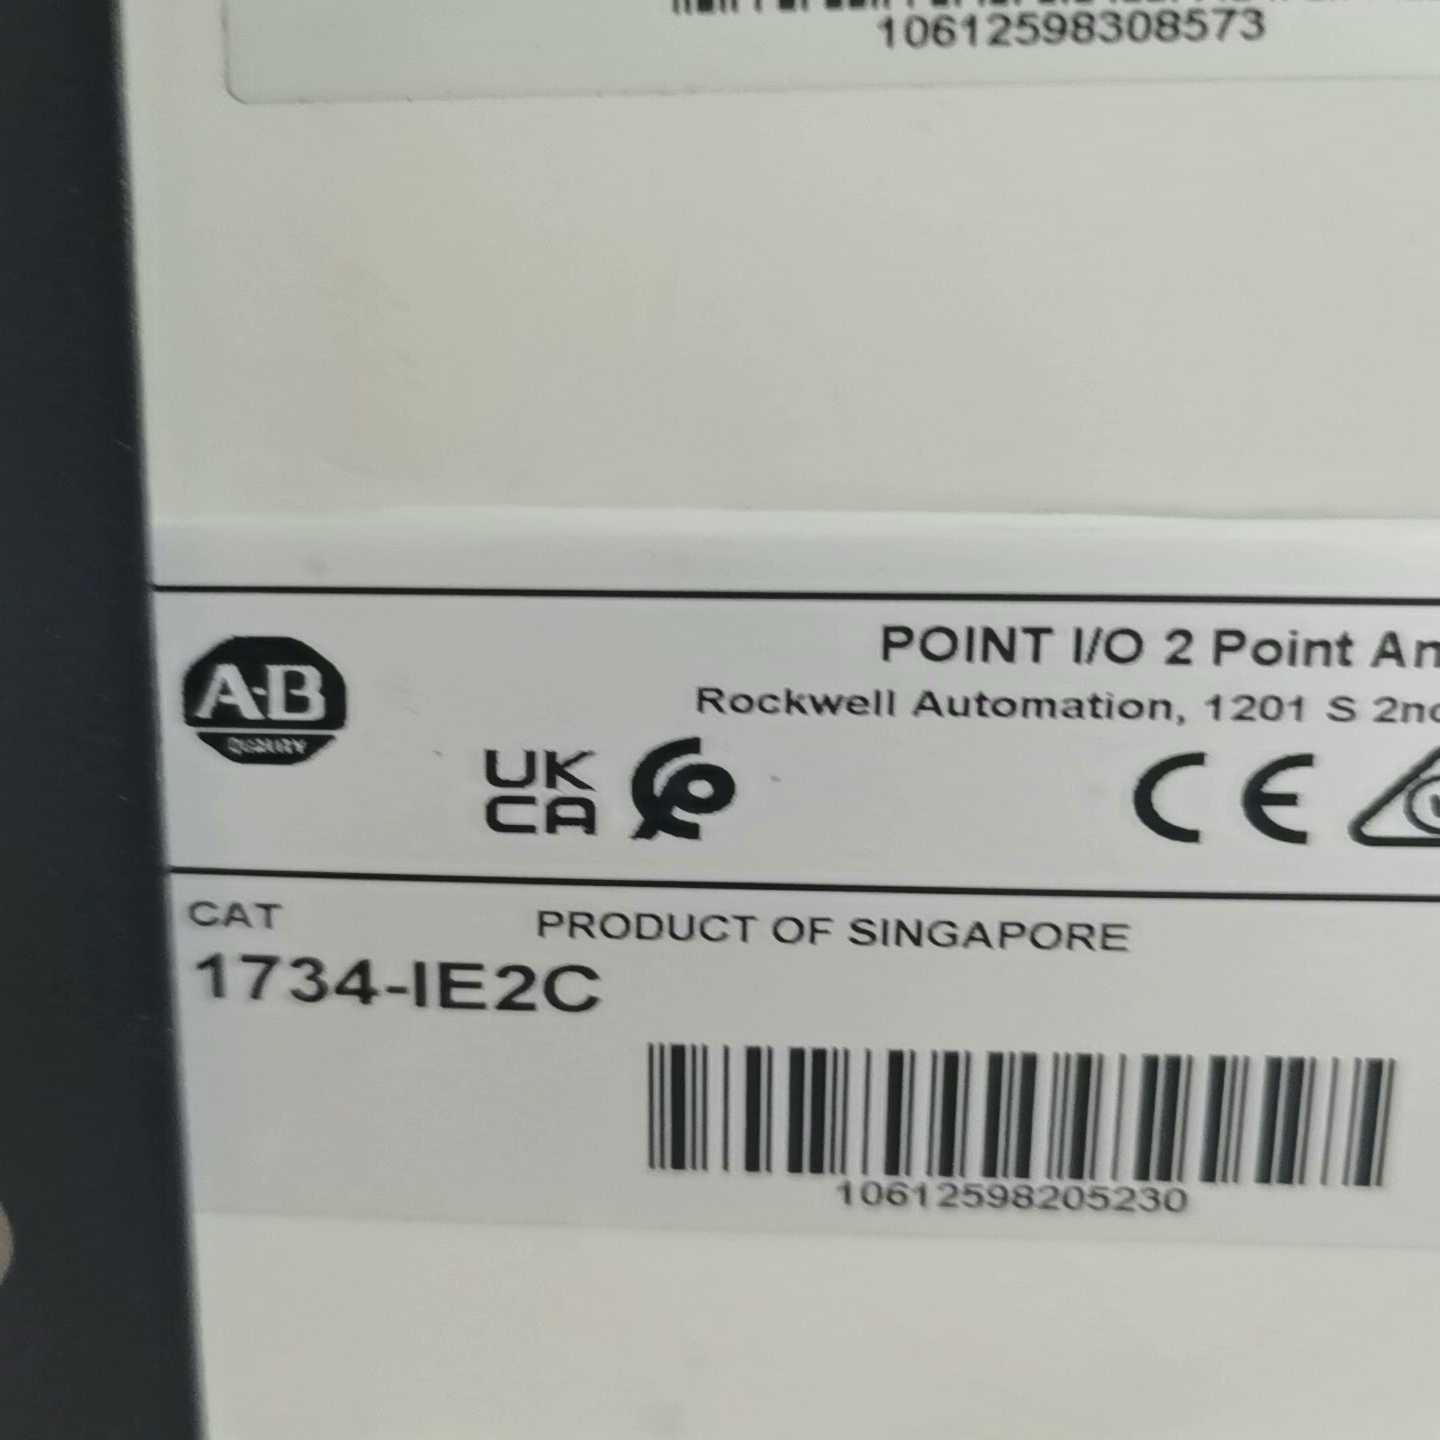 10612598308573
POINT I/O 2 Point An
Rockwell Automation, 1201 S 2nd
A-B
QUALITY
UK
CA
CE
CAT
PRODUCT OF SINGAPORE
1734-IE2C
10612598205230